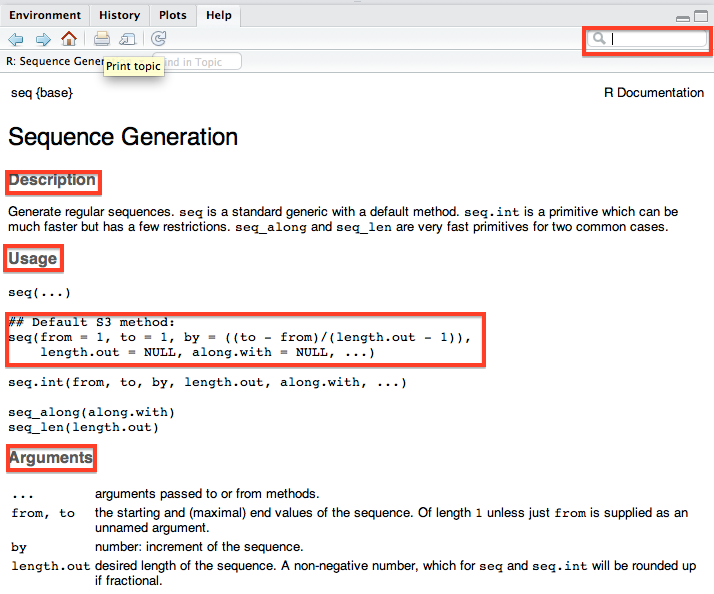 Environment History Plots Help
R: Sequence Gener nd in Topic
Print topic
seq {base} R Documentation
Sequence Generation
Description
Generate regular sequences. seq is a standard generic with a default method. seq.int is a primitive which can be
much faster but has a few restrictions. seq_along and seq_len are very fast primitives for two common cases.
Usage
seq(...)
## Default S3 method:
seq(from = 1, to = 1, by = ((to - from)/(length.out - 1)),
length.out = NULL, along.with = NULL, ...)
seq.int(from, to, by, length.out, along.with, ...)
seq_along(along.with)
seq_len(length.out)
Arguments
... arguments passed to or from methods.
from, to the starting and (maximal) end values of the sequence. Of length 1 unless just from is supplied as an
unnamed argument.
by number: increment of the sequence.
length.out desired length of the sequence. A non-negative number, which for seq and seq.int will be rounded up
if fractional.